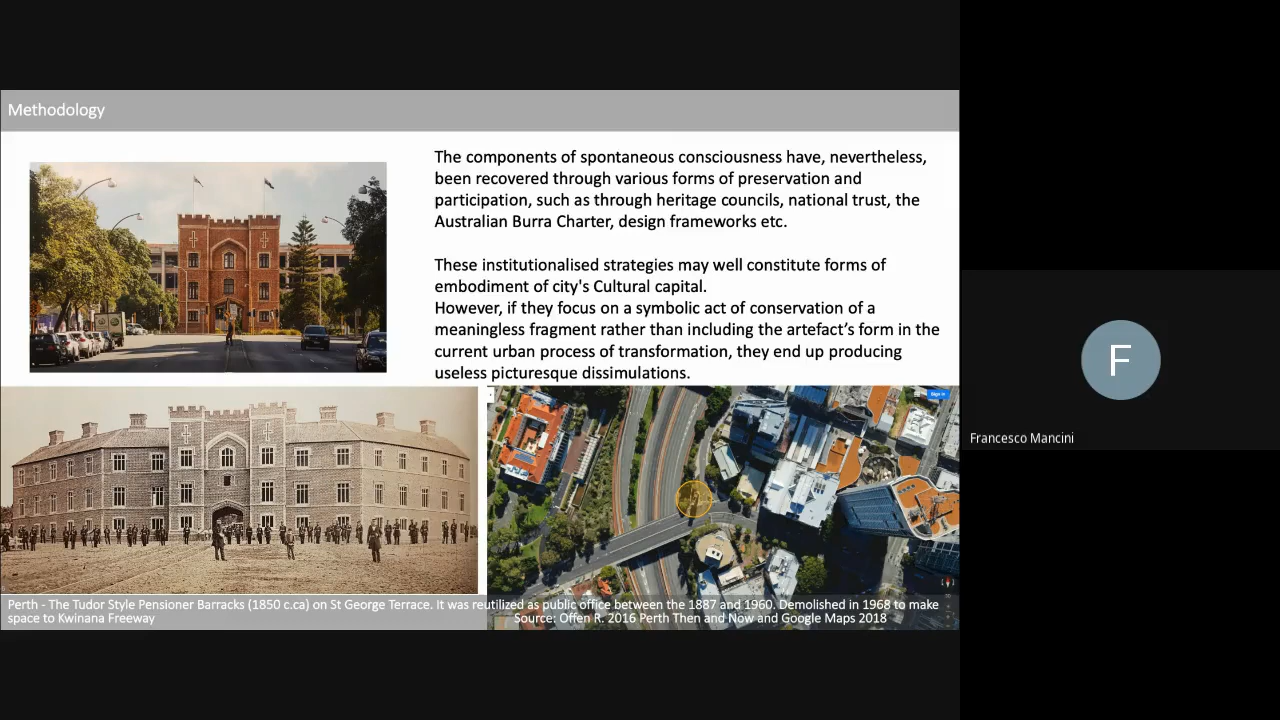 Methodology
The components of spontaneous consciousness have, nevertheless,
been recovered through various forms of preservation and
participation, such as through heritage councils, national trust, the
Australian Burra Charter, design frameworks etc.
These institutionalised strategies may well constitute forms of
embodiment of city's Cultural capital.
However, if they focus on a symbolic act of conservation of a
meaningless fragment rather than including the artefact's form in the
current urban process of transformation, they end up producing
useless picturesque dissimulations.
Sign in
Perth - The Tudor Style Pensioner Barracks (1850 c.ca) on St George Terrace. It was reutilized as public office between the 1887 and 1960. Demolished in 1968 to make
space to Kwinana Freeway
Source: Offen R. 2016 Perth Then and Now and Google Maps 2018
F
Francesco Mancini